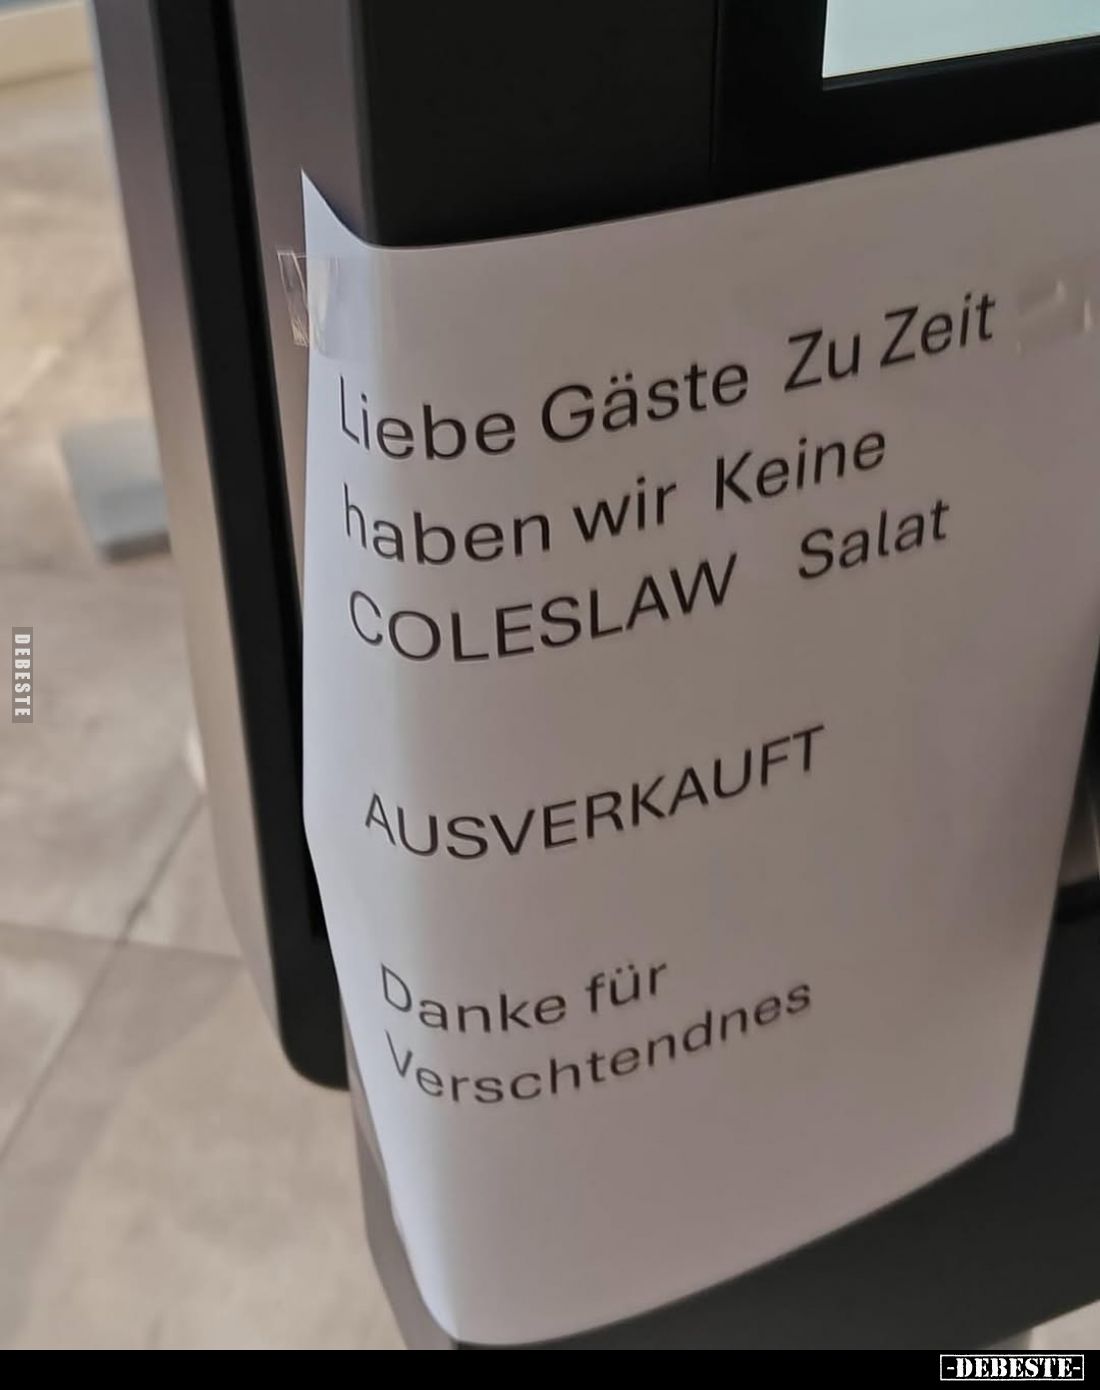 Liebe Gäste Zu Zeit
haben wir Keine
COLESLAW Salat
AUSVERKAUFT
Danke für
Verschtendnes
DEBESTE
-DEBESTE-